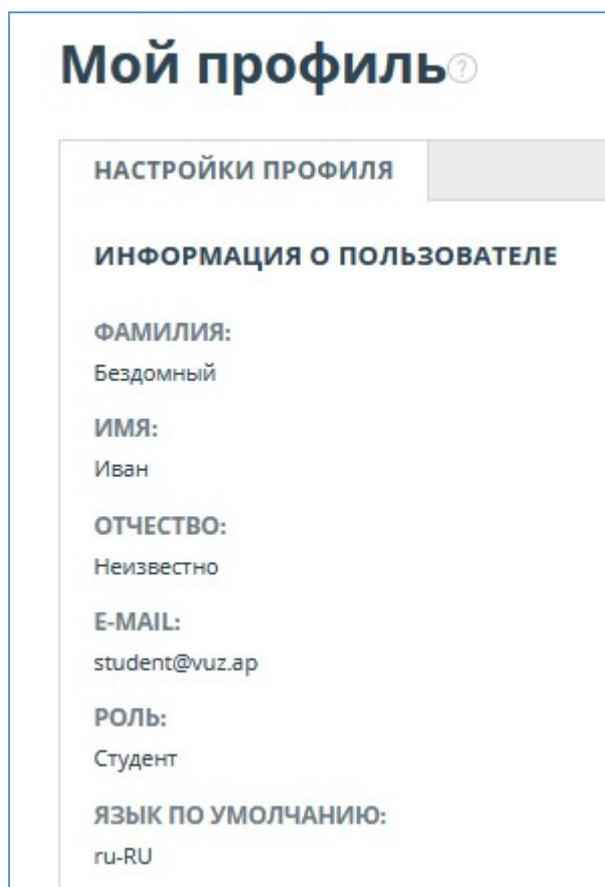 Мой профиль?
НАСТРОЙКИ ПРОФИЛЯ
ИНФОРМАЦИЯ О ПОЛЬЗОВАТЕЛЕ
ФАМИЛИЯ:
Бездомный
ИМЯ:
Иван
ОТЧЕСТВО:
Неизвестно
E-MAIL:
student@vuz.ap
РОЛЬ:
Студент
ЯЗЫК ПО УМОЛЧАНИЮ:
ru-RU